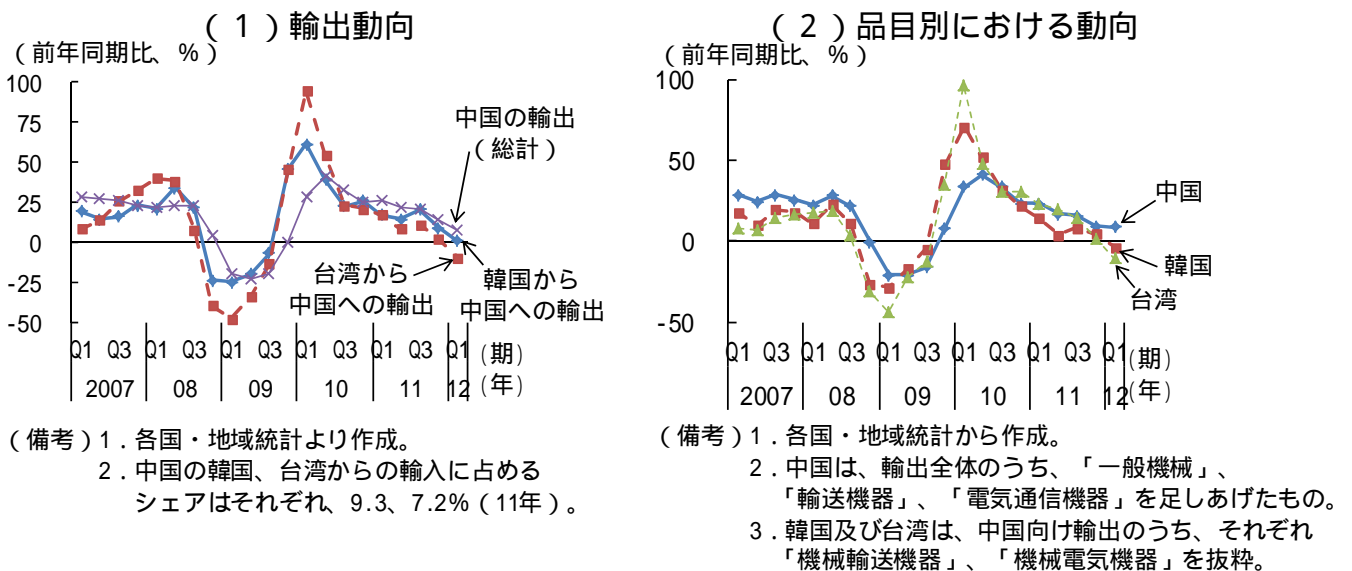 （１）輸出動向
（前年同期比、％）
100
75
50
25
0
-25
-50
中国の輸出
（総計）
台湾から
中国への輸出
韓国から
中国への輸出
Q1 Q3 Q1 Q3 Q1 Q3 Q1 Q3 Q1 Q3 Q1 (期)
2007 08 09 10 11 12 (年)
（備考）1．各国・地域統計より作成。
2．中国の韓国、台湾からの輸入に占める
シェアはそれぞれ、9.3、7.2%（11年）。
（２）品目別における動向
（前年同期比、％）
100
50
0
-50
中国
韓国
台湾
Q1 Q3 Q1 Q3 Q1 Q3 Q1 Q3 Q1 Q3 Q1 (期)
2007 08 09 10 11 12 (年)
（備考）1．各国・地域統計から作成。
2．中国は、輸出全体のうち、「一般機械」、
「輸送機器」、「電気通信機器」を足しあげたもの。
3．韓国及び台湾は、中国向け輸出のうち、それぞれ
「機械輸送機器」、「機械電気機器」を抜粋。